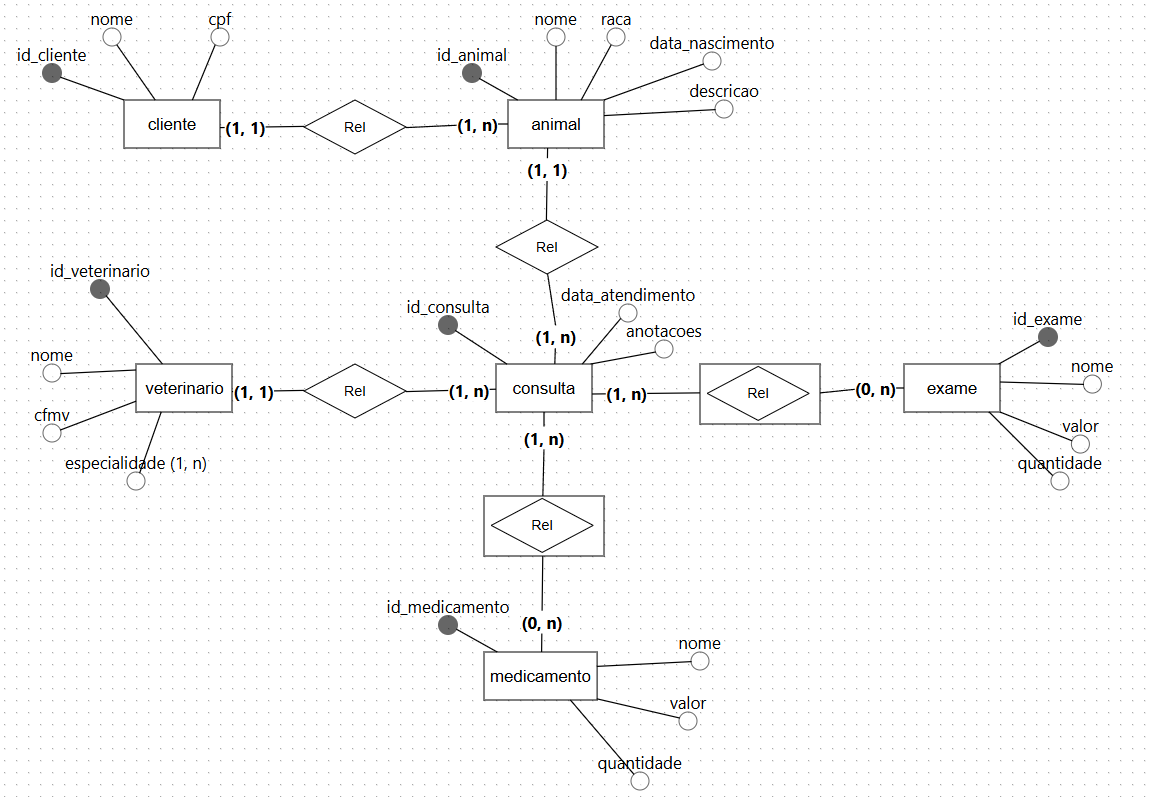 nome
cpf
nome
raca
id_cliente
id_animal
data_nascimento
descricao
cliente
(1, 1)
Rel
(1, n)
animal
(1, 1)
Rel
id_veterinario
id_consulta
data_atendimento
anotacoes
id_exame
(1, n)
nome
nome
veterinario
(1, 1)
Rel
(1, n)
consulta
(1, n)
Rel
(0, n)
exame
cfmv
valor
especialidade (1, n)
quantidade
(1, n)
Rel
id_medicamento
(0, n)
nome
medicamento
valor
quantidade